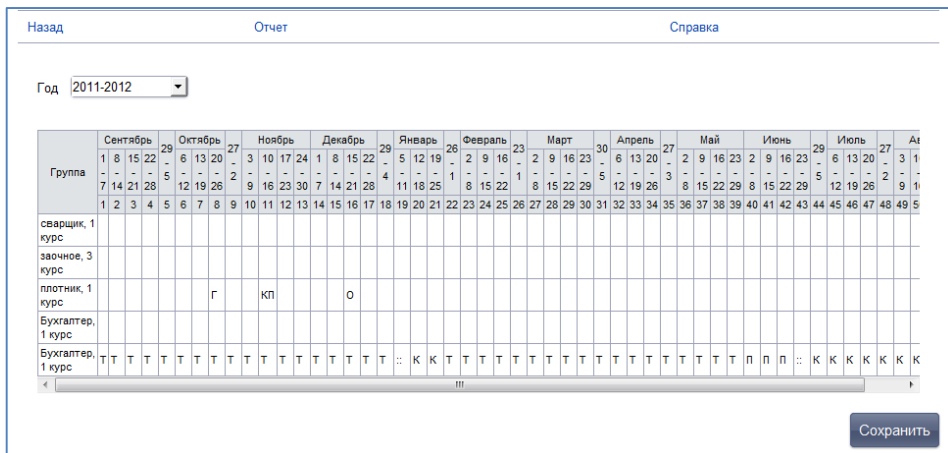 Назад Отчет Справка
Год 2011-2012
Группа Сентябрь 29 - 5 Октябрь 27 - 2 Ноябрь Декабрь 29 - 4 Январь 26 - 1 Февраль 23 - 1 Март 30 - 5 Апрель 27 - 3 Май Июнь 29 - 5 Июль 27 - 2
1 8 15 22 6 13 20 3 10 17 24 1 8 15 22 5 12 19 2 9 16 2 9 16 23 6 13 20 2 9 16 23 2 9 16 23 6 13 20 3
- - - - - - - - - - - - - - - - - - - - - - - - - - - - - - - - - - - - - - - -
7 14 21 28 12 19 26 9 16 23 30 7 14 21 28 11 18 25 8 15 22 8 15 22 29 12 19 26 8 15 22 29 8 15 22 29 12 19 26 9
1 2 3 4 5 6 7 8 9 10 11 12 13 14 15 16 17 18 19 20 21 22 23 24 25 26 27 28 29 30 31 32 33 34 35 36 37 38 39 40 41 42 43 44 45 46 47 48 49
сварщик, 1
курс
заочное, 3
курс
плотник, 1
курс Г КП О
Бухгалтер,
1 курс
Бухгалтер,
1 курс Т Т Т Т Т Т Т Т Т Т Т Т Т Т Т Т Т Т :: К К Т Т Т Т Т Т Т Т Т Т Т Т Т Т Т Т Т Т П П П :: К К К К К К К
Сохранить